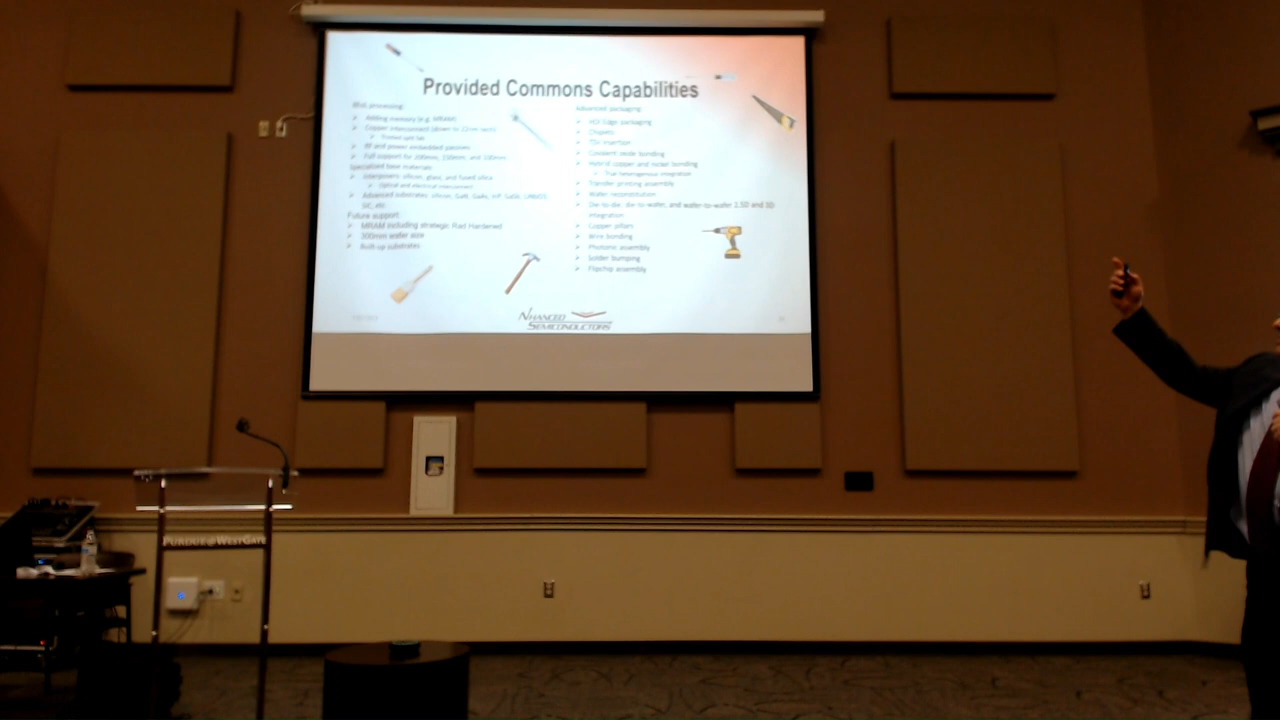 Provided Commons Capabilities
BEoL processing:
Adding memory (e.g. MRAM)
Copper interconnect (down to
RF and power embedded passives
Full support for 200mm, 150mm, and 100mm
Specialized base materials:
Interposers: silicon, glass, and fused silica
Optical and electrical interconnect
Advanced substrates: silicon, GaN, GaAs, InP,
SiC, etc.
Future support:
MRAM including strategic Rad Hardened
300mm wafer size
Built-up substrates
Advanced packaging:
HDI Edge packaging
Chiplets
TSV insertion
Covalent oxide bonding
Hybrid copper and nickel bonding
True heterogeneous integration
Transfer printing assembly
Wafer reconstitution
Die-to-die, die-to-wafer, and wafer-to-wafer 2.5D and 3D
integration
Copper pillars
Wire bonding
Photonic assembly
Solder bumping
Flipchip assembly
NHANCED
SEMICONDUCTORS
PURDUE@WESTGATE